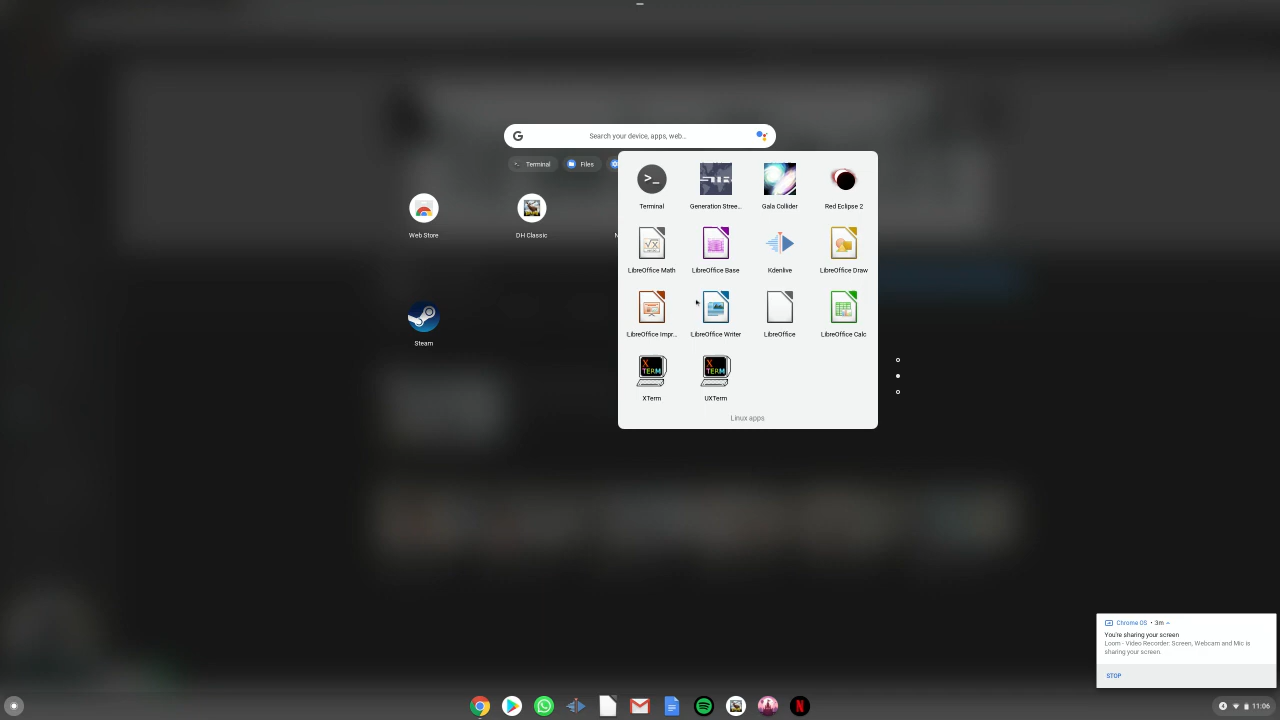 Search your device, apps, web...
Terminal
Files
Web Store
DH Classic
Steam
Terminal
Generation Stree...
Gala Collider
Red Eclipse 2
LibreOffice Math
LibreOffice Base
Kdenlive
LibreOffice Draw
LibreOffice Impr...
LibreOffice Writer
LibreOffice
LibreOffice Calc
XTerm
UXTerm
Linux apps
Chrome OS • 3m
You're sharing your screen
Loom - Video Recorder: Screen, Webcam and Mic is
sharing your screen.
STOP
11:06